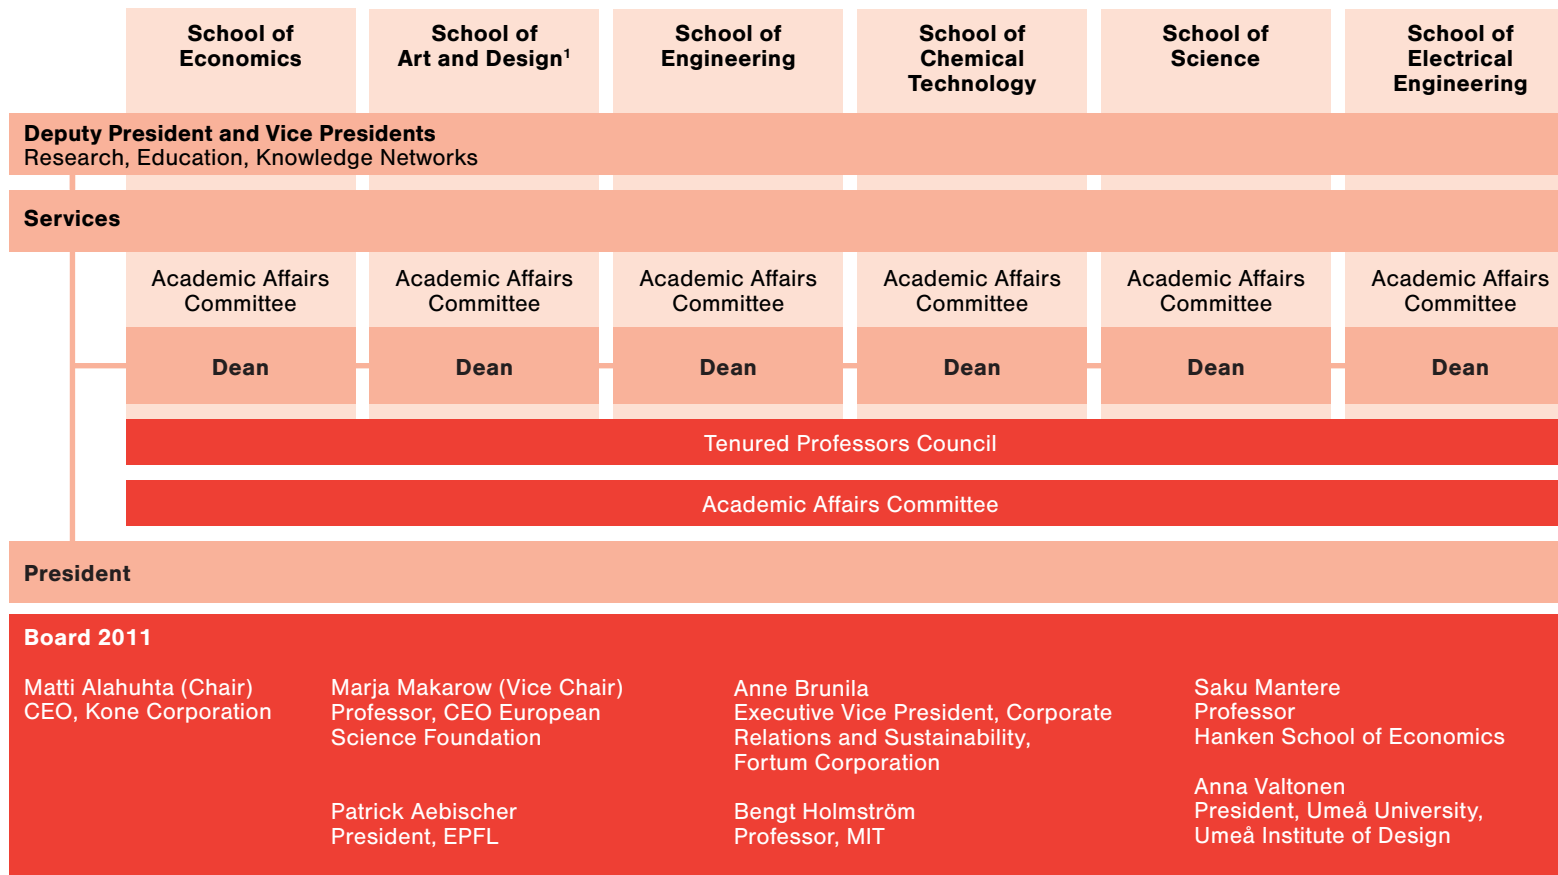 School of
Economics
School of
Art and Design¹
School of
Engineering
School of
Chemical
Technology
School of
Science
School of
Electrical
Engineering
Deputy President and Vice Presidents
Research, Education, Knowledge Networks
Services
Academic Affairs
Committee
Academic Affairs
Committee
Academic Affairs
Committee
Academic Affairs
Committee
Academic Affairs
Committee
Academic Affairs
Committee
Dean
Dean
Dean
Dean
Dean
Dean
Tenured Professors Council
Academic Affairs Committee
President
Board 2011
Matti Alahuhta (Chair)
CEO, Kone Corporation
Marja Makarow (Vice Chair)
Professor, CEO European
Science Foundation
Patrick Aebischer
President, EPFL
Anne Brunila
Executive Vice President, Corporate
Relations and Sustainability,
Fortum Corporation
Bengt Holmström
Professor, MIT
Saku Mantere
Professor
Hanken School of Economics
Anna Valtonen
President, Umeå University,
Umeå Institute of Design